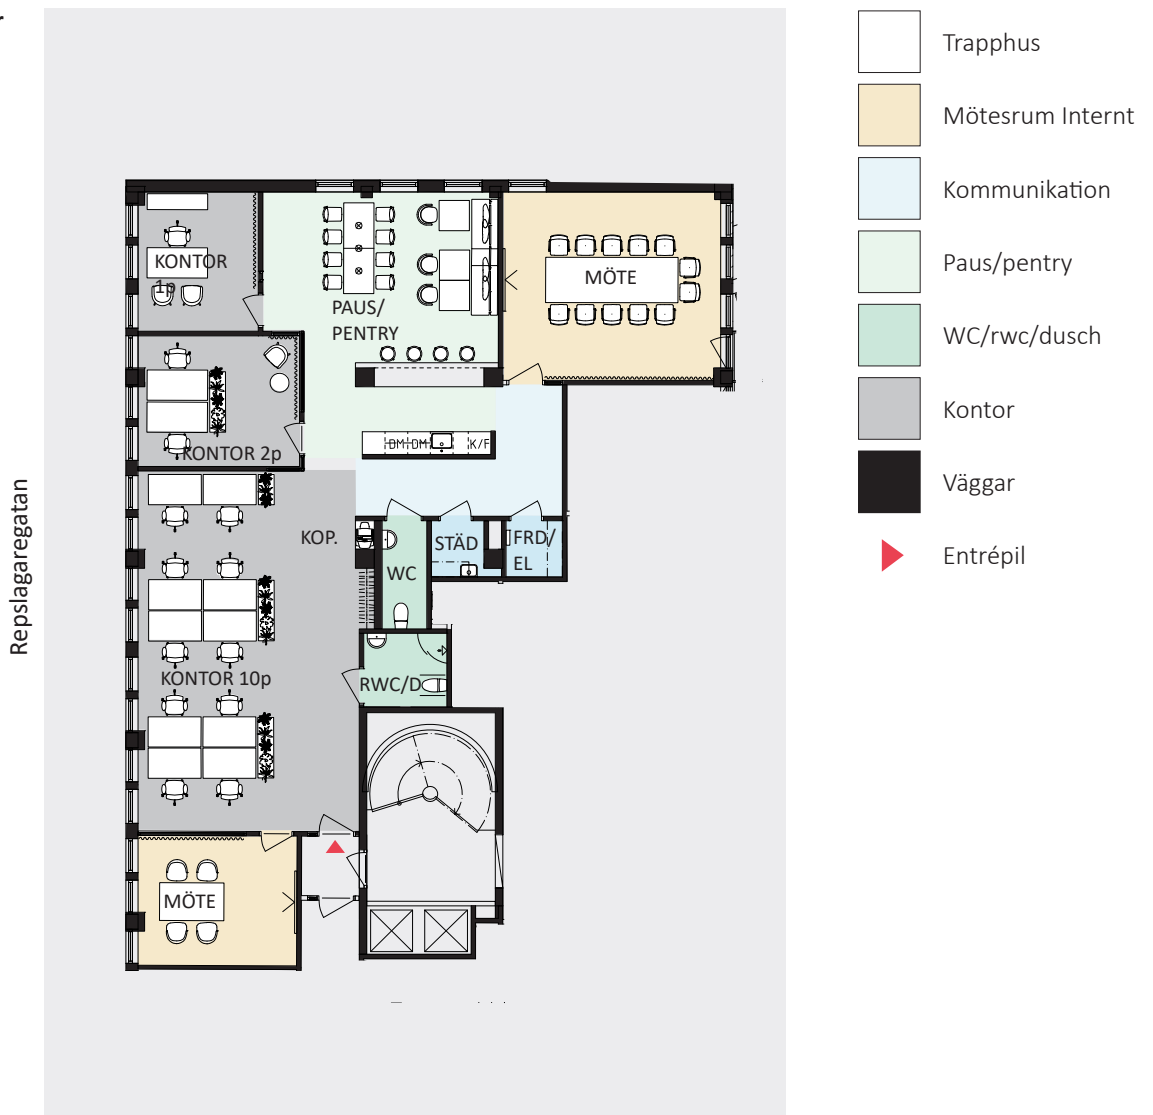 r
Repslagaregatan
KONTOR
1p
PAUS/
PENTRY
MÖTE
KONTOR 2p
DM DM K/F
KOP.
WC
STÄD
FRD/
EL
KONTOR 10p
RWC/D
MÖTE
Trapphus
Mötesrum Internt
Kommunikation
Paus/pentry
WC/rwc/dusch
Kontor
Väggar
Entrépil